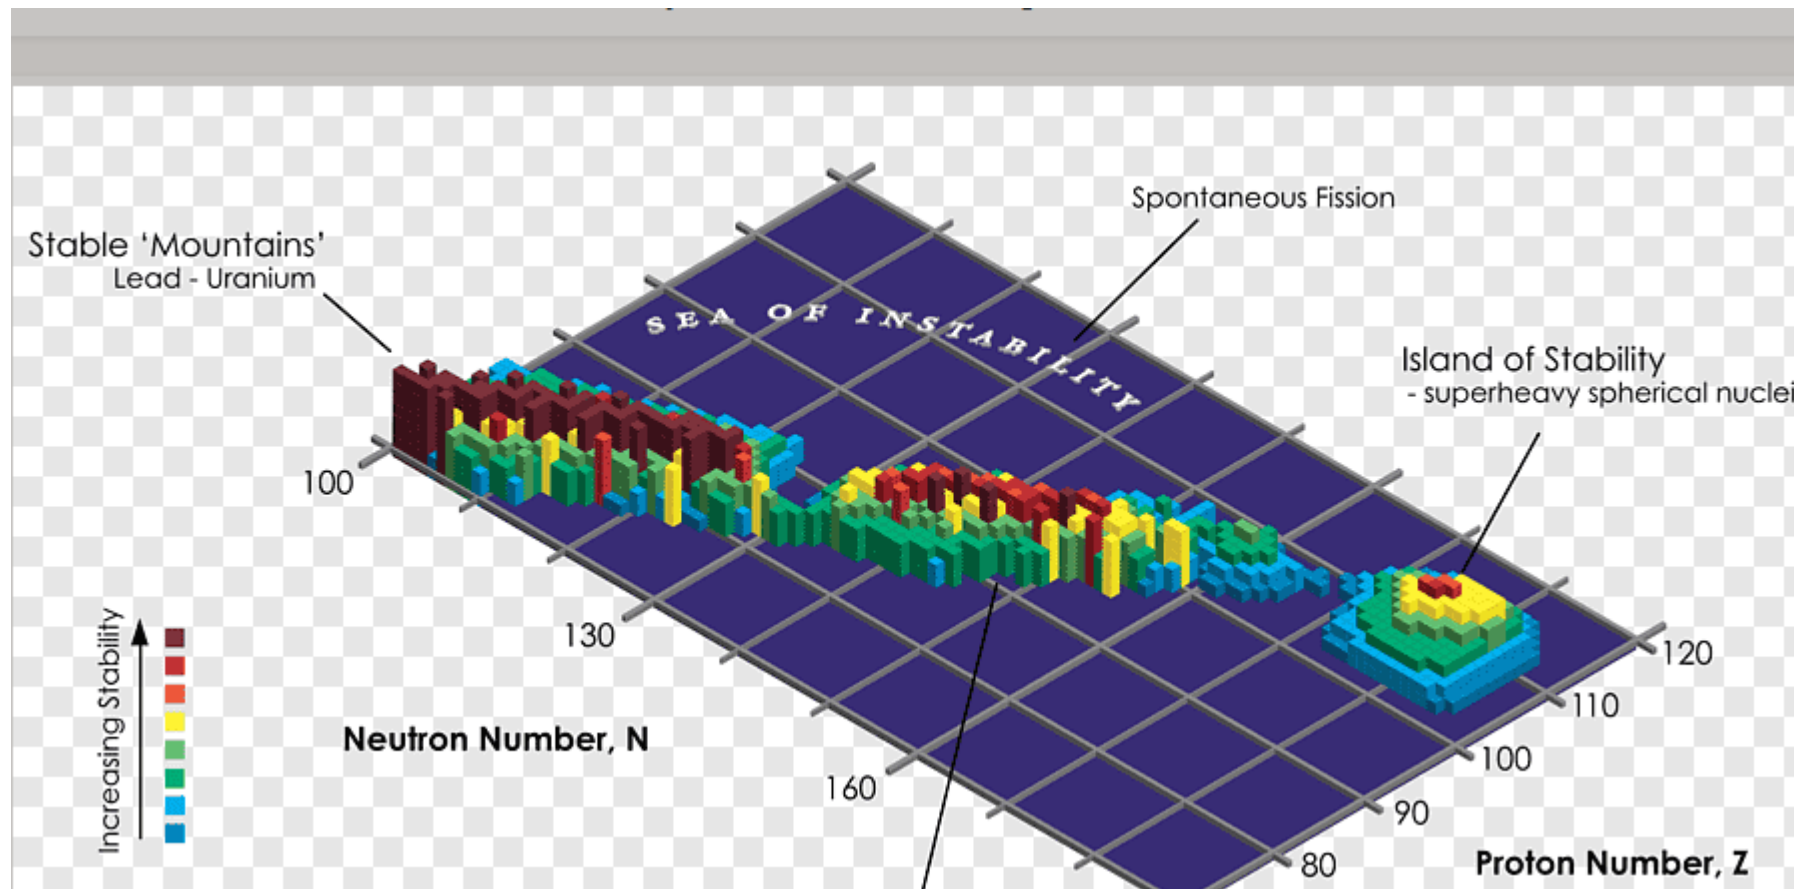 Spontaneous Fission
Stable ‘Mountains’
Lead - Uranium
SEA OF INSTABILITY
Island of Stability
- superheavy spherical nuclei
100
130
160
120
110
100
90
80
Increasing Stability
Neutron Number, N
Proton Number, Z